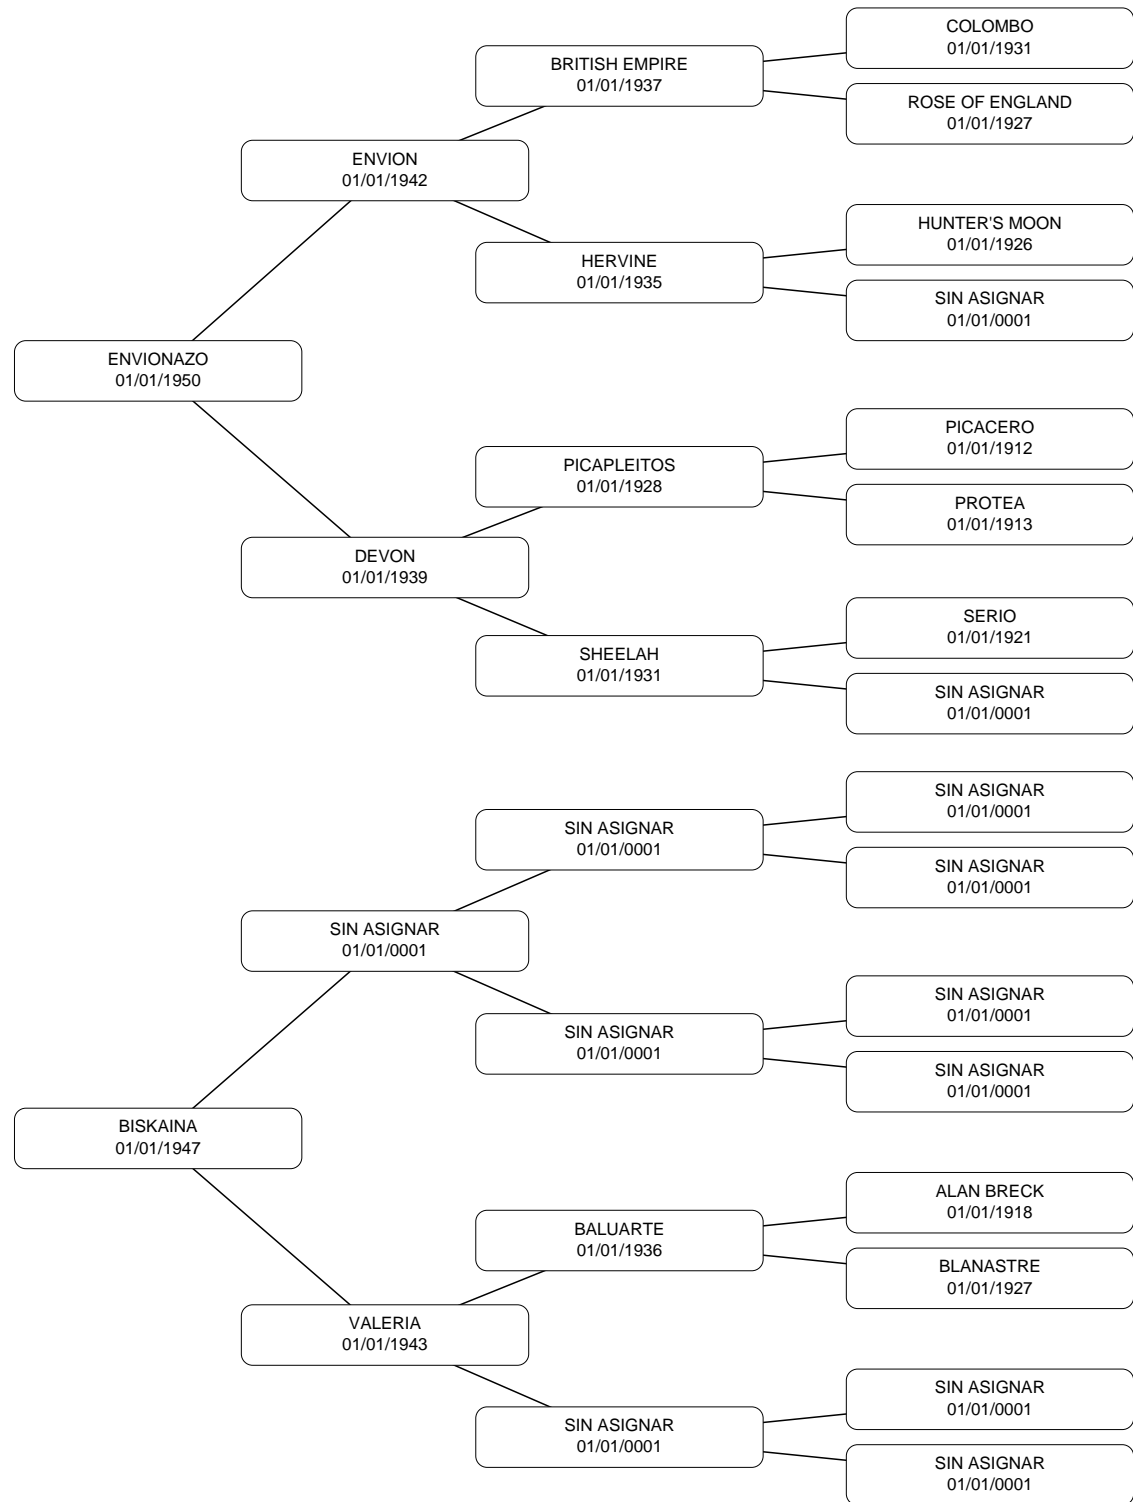 COLOMBO
01/01/1931
BRITISH EMPIRE
01/01/1937
ROSE OF ENGLAND
01/01/1927
ENVION
01/01/1942
HUNTER'S MOON
01/01/1926
HERVINE
01/01/1935
SIN ASIGNAR
01/01/0001
ENVIONAZO
01/01/1950
PICACERO
01/01/1912
PICAPLEITOS
01/01/1928
PROTEA
01/01/1913
DEVON
01/01/1939
SERIO
01/01/1921
SHEELAH
01/01/1931
SIN ASIGNAR
01/01/0001
SIN ASIGNAR
01/01/0001
SIN ASIGNAR
01/01/0001
SIN ASIGNAR
01/01/0001
SIN ASIGNAR
01/01/0001
SIN ASIGNAR
01/01/0001
SIN ASIGNAR
01/01/0001
SIN ASIGNAR
01/01/0001
BISKAINA
01/01/1947
ALAN BRECK
01/01/1918
BALUARTE
01/01/1936
BLANASTRE
01/01/1927
VALERIA
01/01/1943
SIN ASIGNAR
01/01/0001
SIN ASIGNAR
01/01/0001
SIN ASIGNAR
01/01/0001